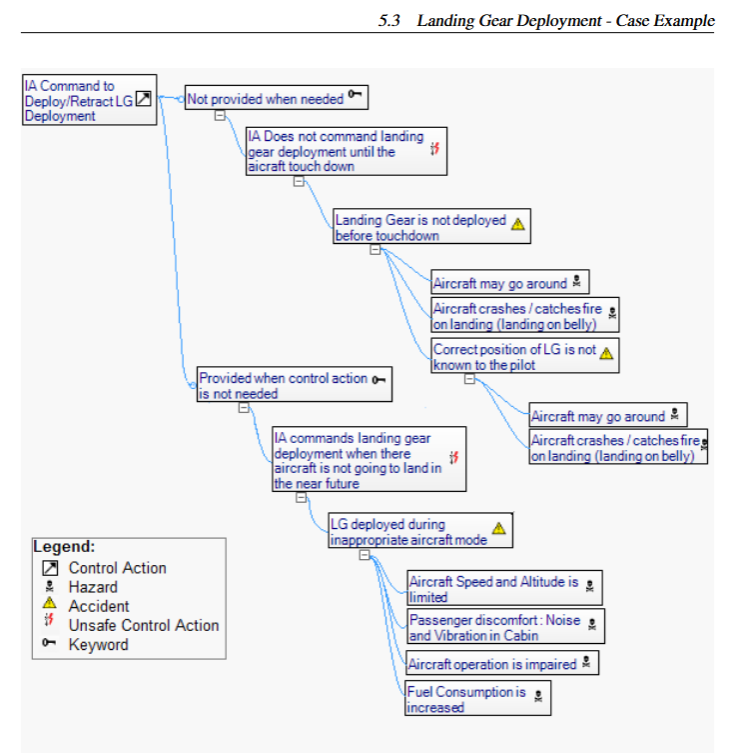 5.3 Landing Gear Deployment - Case Example
IA Command to
Deploy/Retract LG
Deployment
Not provided when needed
IA Does not command landing
gear deployment until the
aicraft touch down
Landing Gear is not deployed
before touchdown
Aircraft may go around
Aircraft crashes / catches fire
on landing (landing on belly)
Correct position of LG is not
known to the pilot
Aircraft may go around
Aircraft crashes / catches fire
on landing (landing on belly)
Provided when control action
is not needed
IA commands landing gear
deployment when there
aircraft is not going to land in
the near future
LG deployed during
inappropriate aircraft mode
Aircraft Speed and Altitude is
limited
Passenger discomfort: Noise
and Vibration in Cabin
Aircraft operation is impaired
Fuel Consumption is
increased
Legend:
Control Action
Hazard
Accident
Unsafe Control Action
Keyword